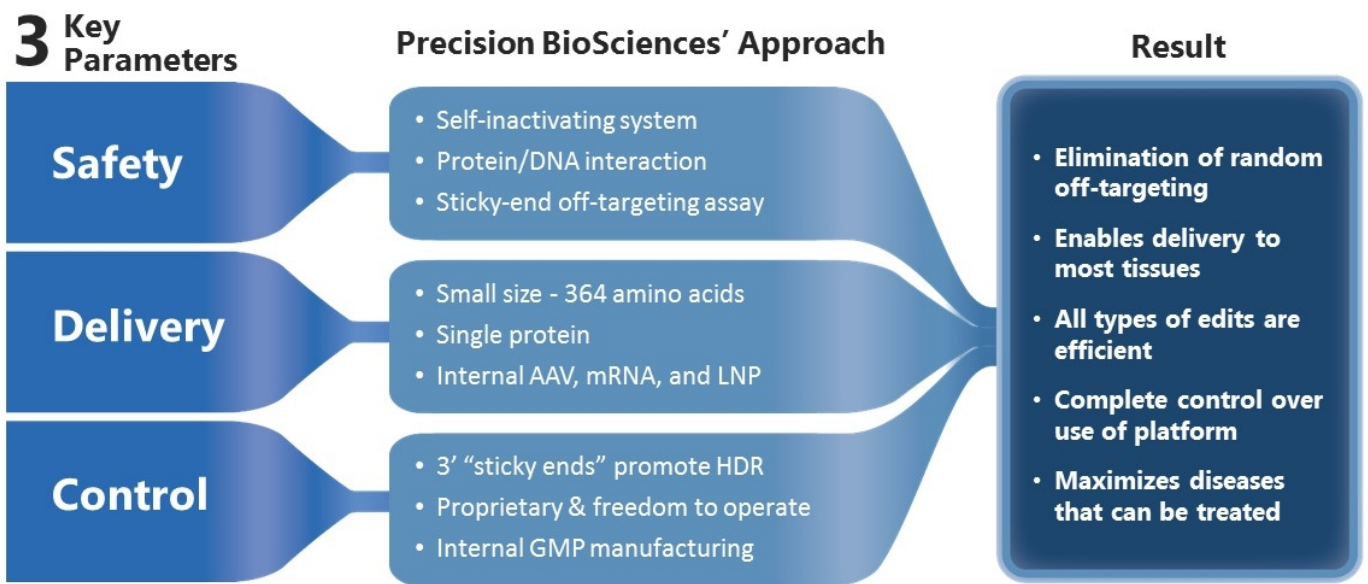 3 Key
Parameters
Precision BioSciences’ Approach
Result
Safety
• Self-inactivating system
• Protein/DNA interaction
• Sticky-end off-targeting assay
Delivery
• Small size - 364 amino acids
• Single protein
• Internal AAV, mRNA, and LNP
Control
• 3’ “sticky ends” promote HDR
• Proprietary & freedom to operate
• Internal GMP manufacturing
• Elimination of random
off-targeting
• Enables delivery to
most tissues
• All types of edits are
efficient
• Complete control over
use of platform
• Maximizes diseases
that can be treated